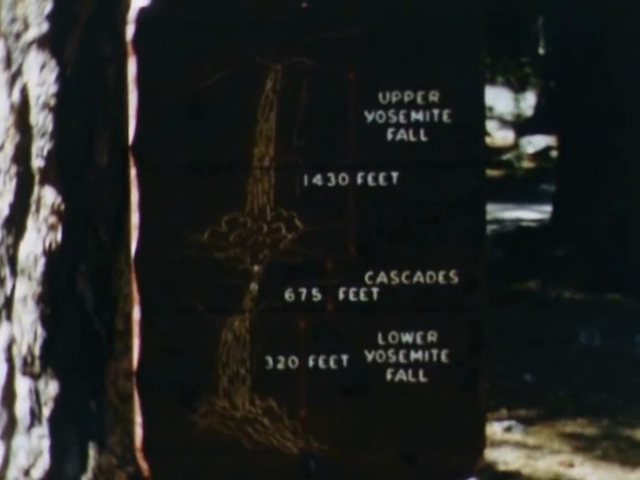 UPPER
YOSEMITE
FALL
1430 FEET
CASCADES
675 FEET
LOWER
YOSEMITE
FALL
320 FEET